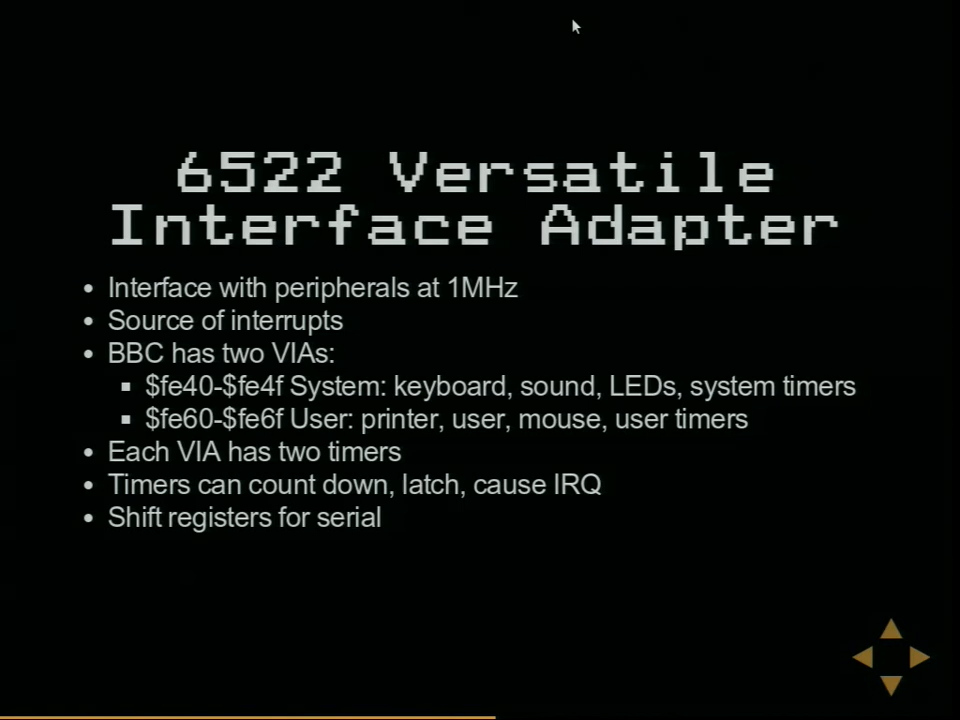 6522 Versatile
Interface Adapter
• Interface with peripherals at 1MHz
• Source of interrupts
• BBC has two VIAs:
▪ $fe40-$fe4f System: keyboard, sound, LEDs, system timers
▪ $fe60-$fe6f User: printer, user, mouse, user timers
• Each VIA has two timers
• Timers can count down, latch, cause IRQ
• Shift registers for serial